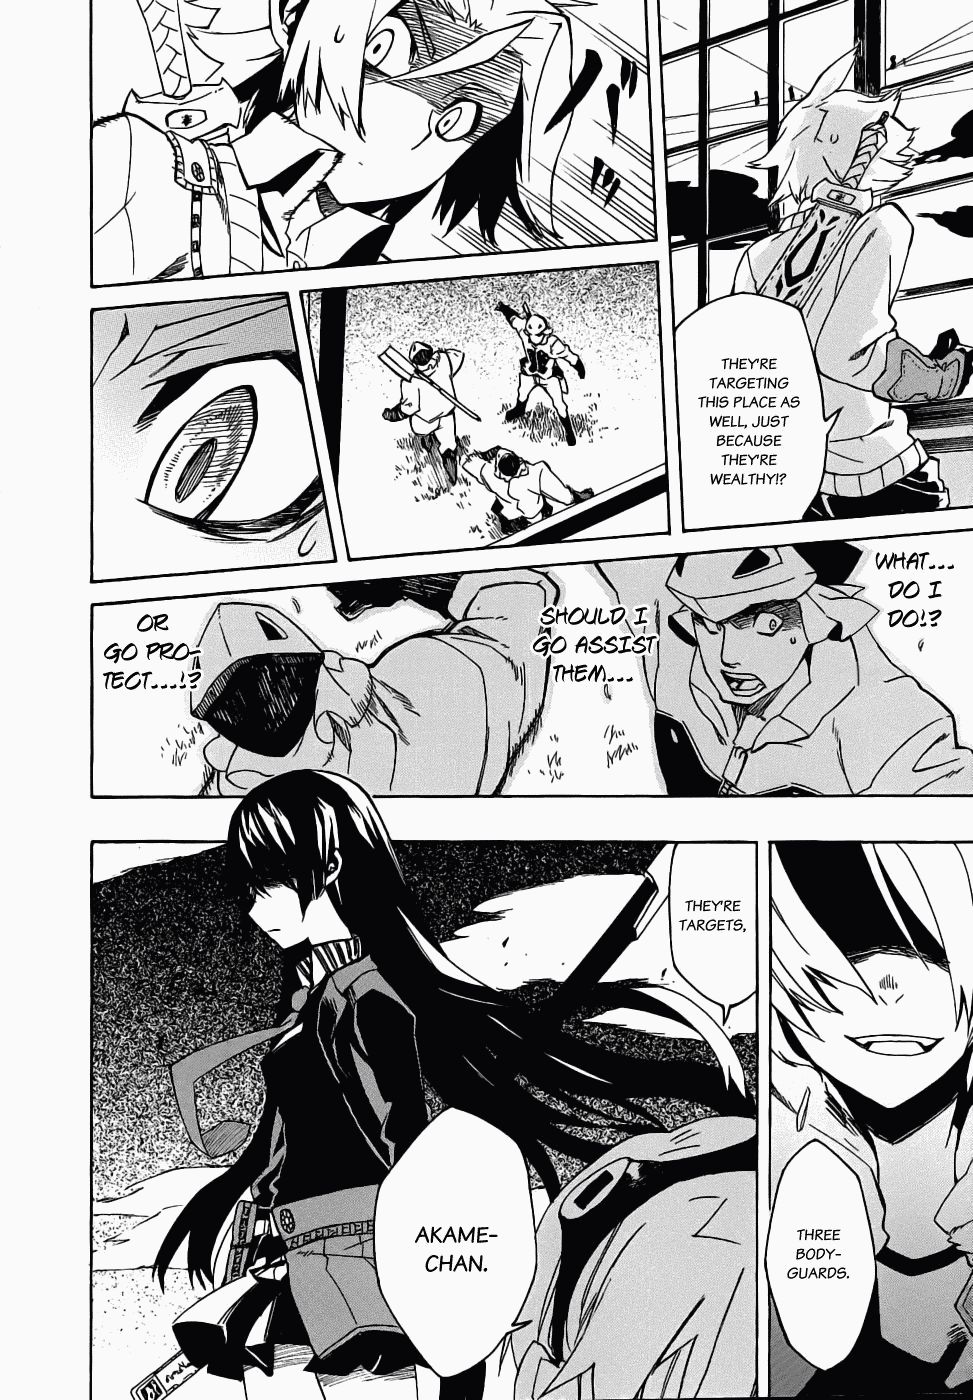 THEY'RE
TARGETING
THIS PLACE AS
WELL, JUST
BECAUSE
THEY'RE
WEALTHY!?
WHAT....
DO I
DO!?
SHOULD I
GO ASSIST
THEM....
OR
GO PRO-
TECT....!?
THREE
BODY-
GUARDS.
THEY'RE
TARGETS,
AKAME-
CHAN.